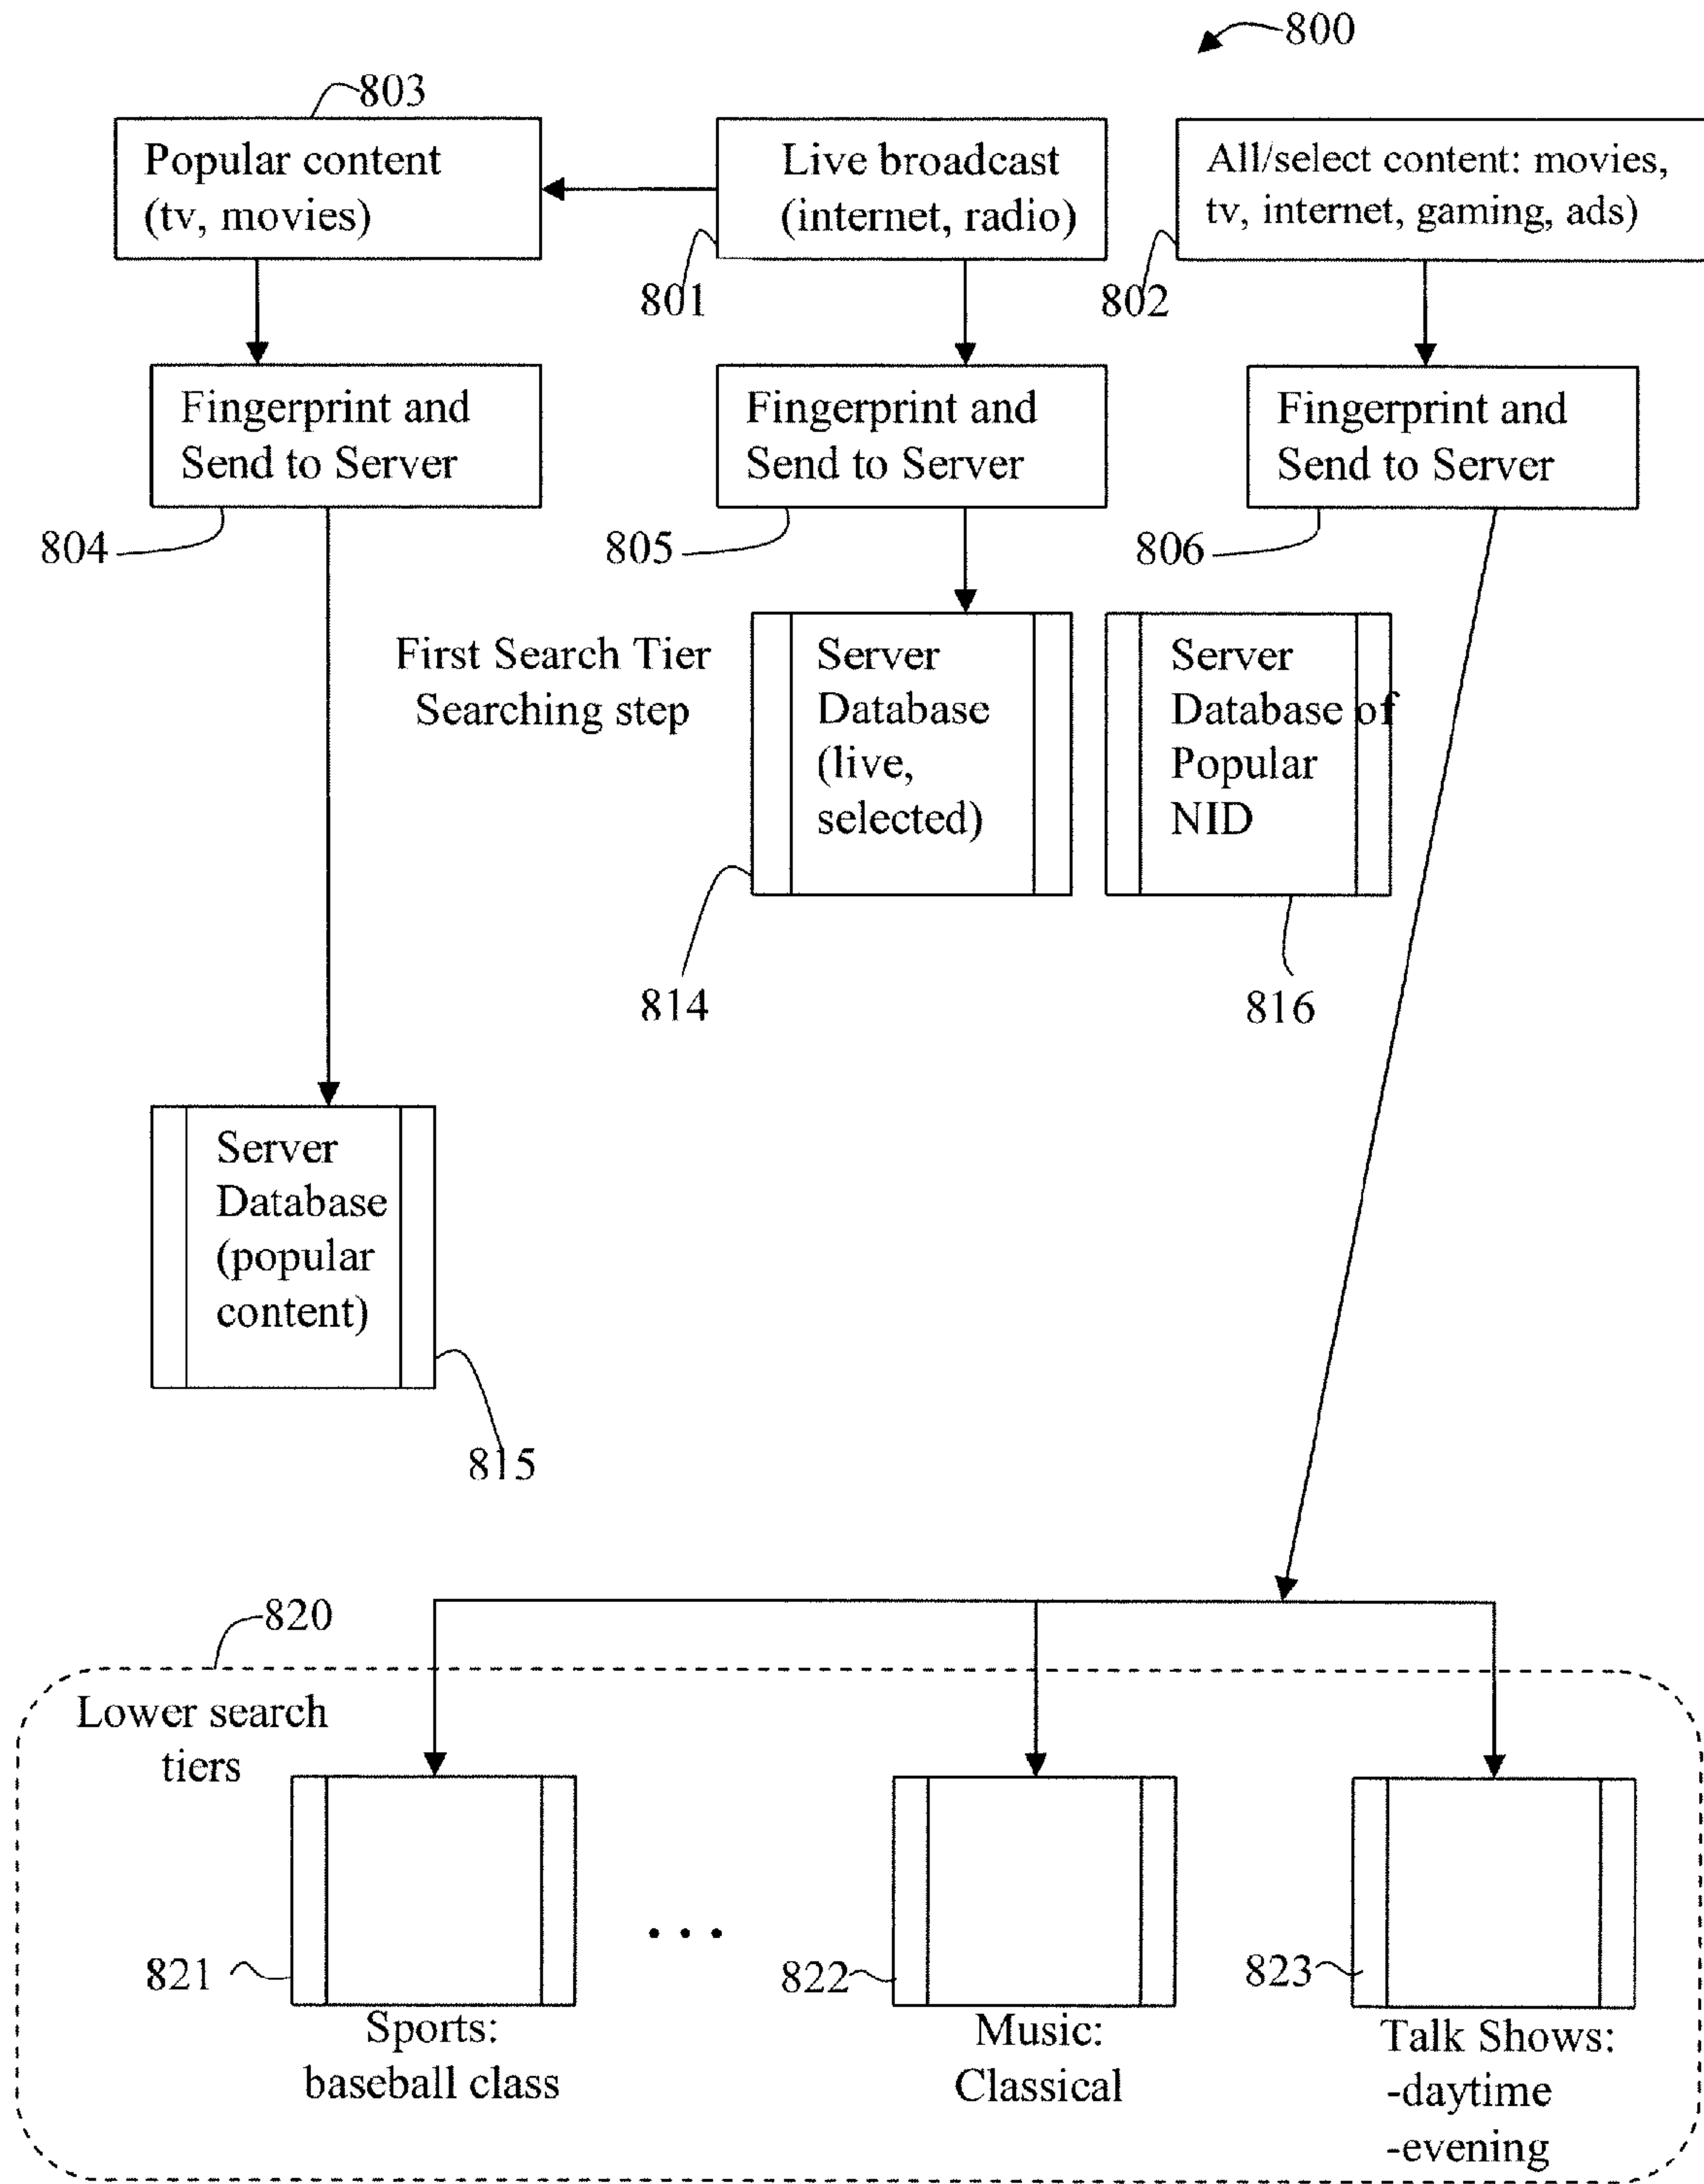 800
803
Popular content
(tv, movies)
Live broadcast
(internet, radio)
All/select content: movies,
tv, internet, gaming, ads)
801
802
Fingerprint and
Send to Server
Fingerprint and
Send to Server
Fingerprint and
Send to Server
804
805
806
First Search Tier
Searching step
Server
Database
(live,
selected)
Server
Database of
Popular
NID
814
816
Server
Database
(popular
content)
815
820
Lower search
tiers
...
821
822
823
Sports:
baseball class
Music:
Classical
Talk Shows:
-daytime
-evening